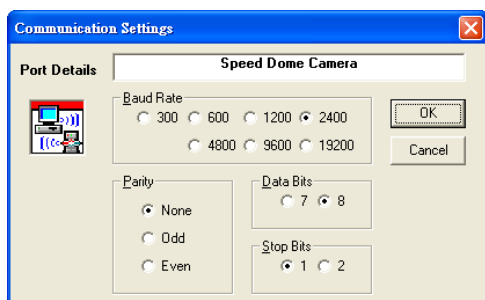 Communication Settings
Port Details
Speed Dome Camera
Baud Rate
300 600 1200 2400
4800 9600 19200
OK
Cancel
Parity
None
Odd
Even
Data Bits
7 8
Stop Bits
1 2